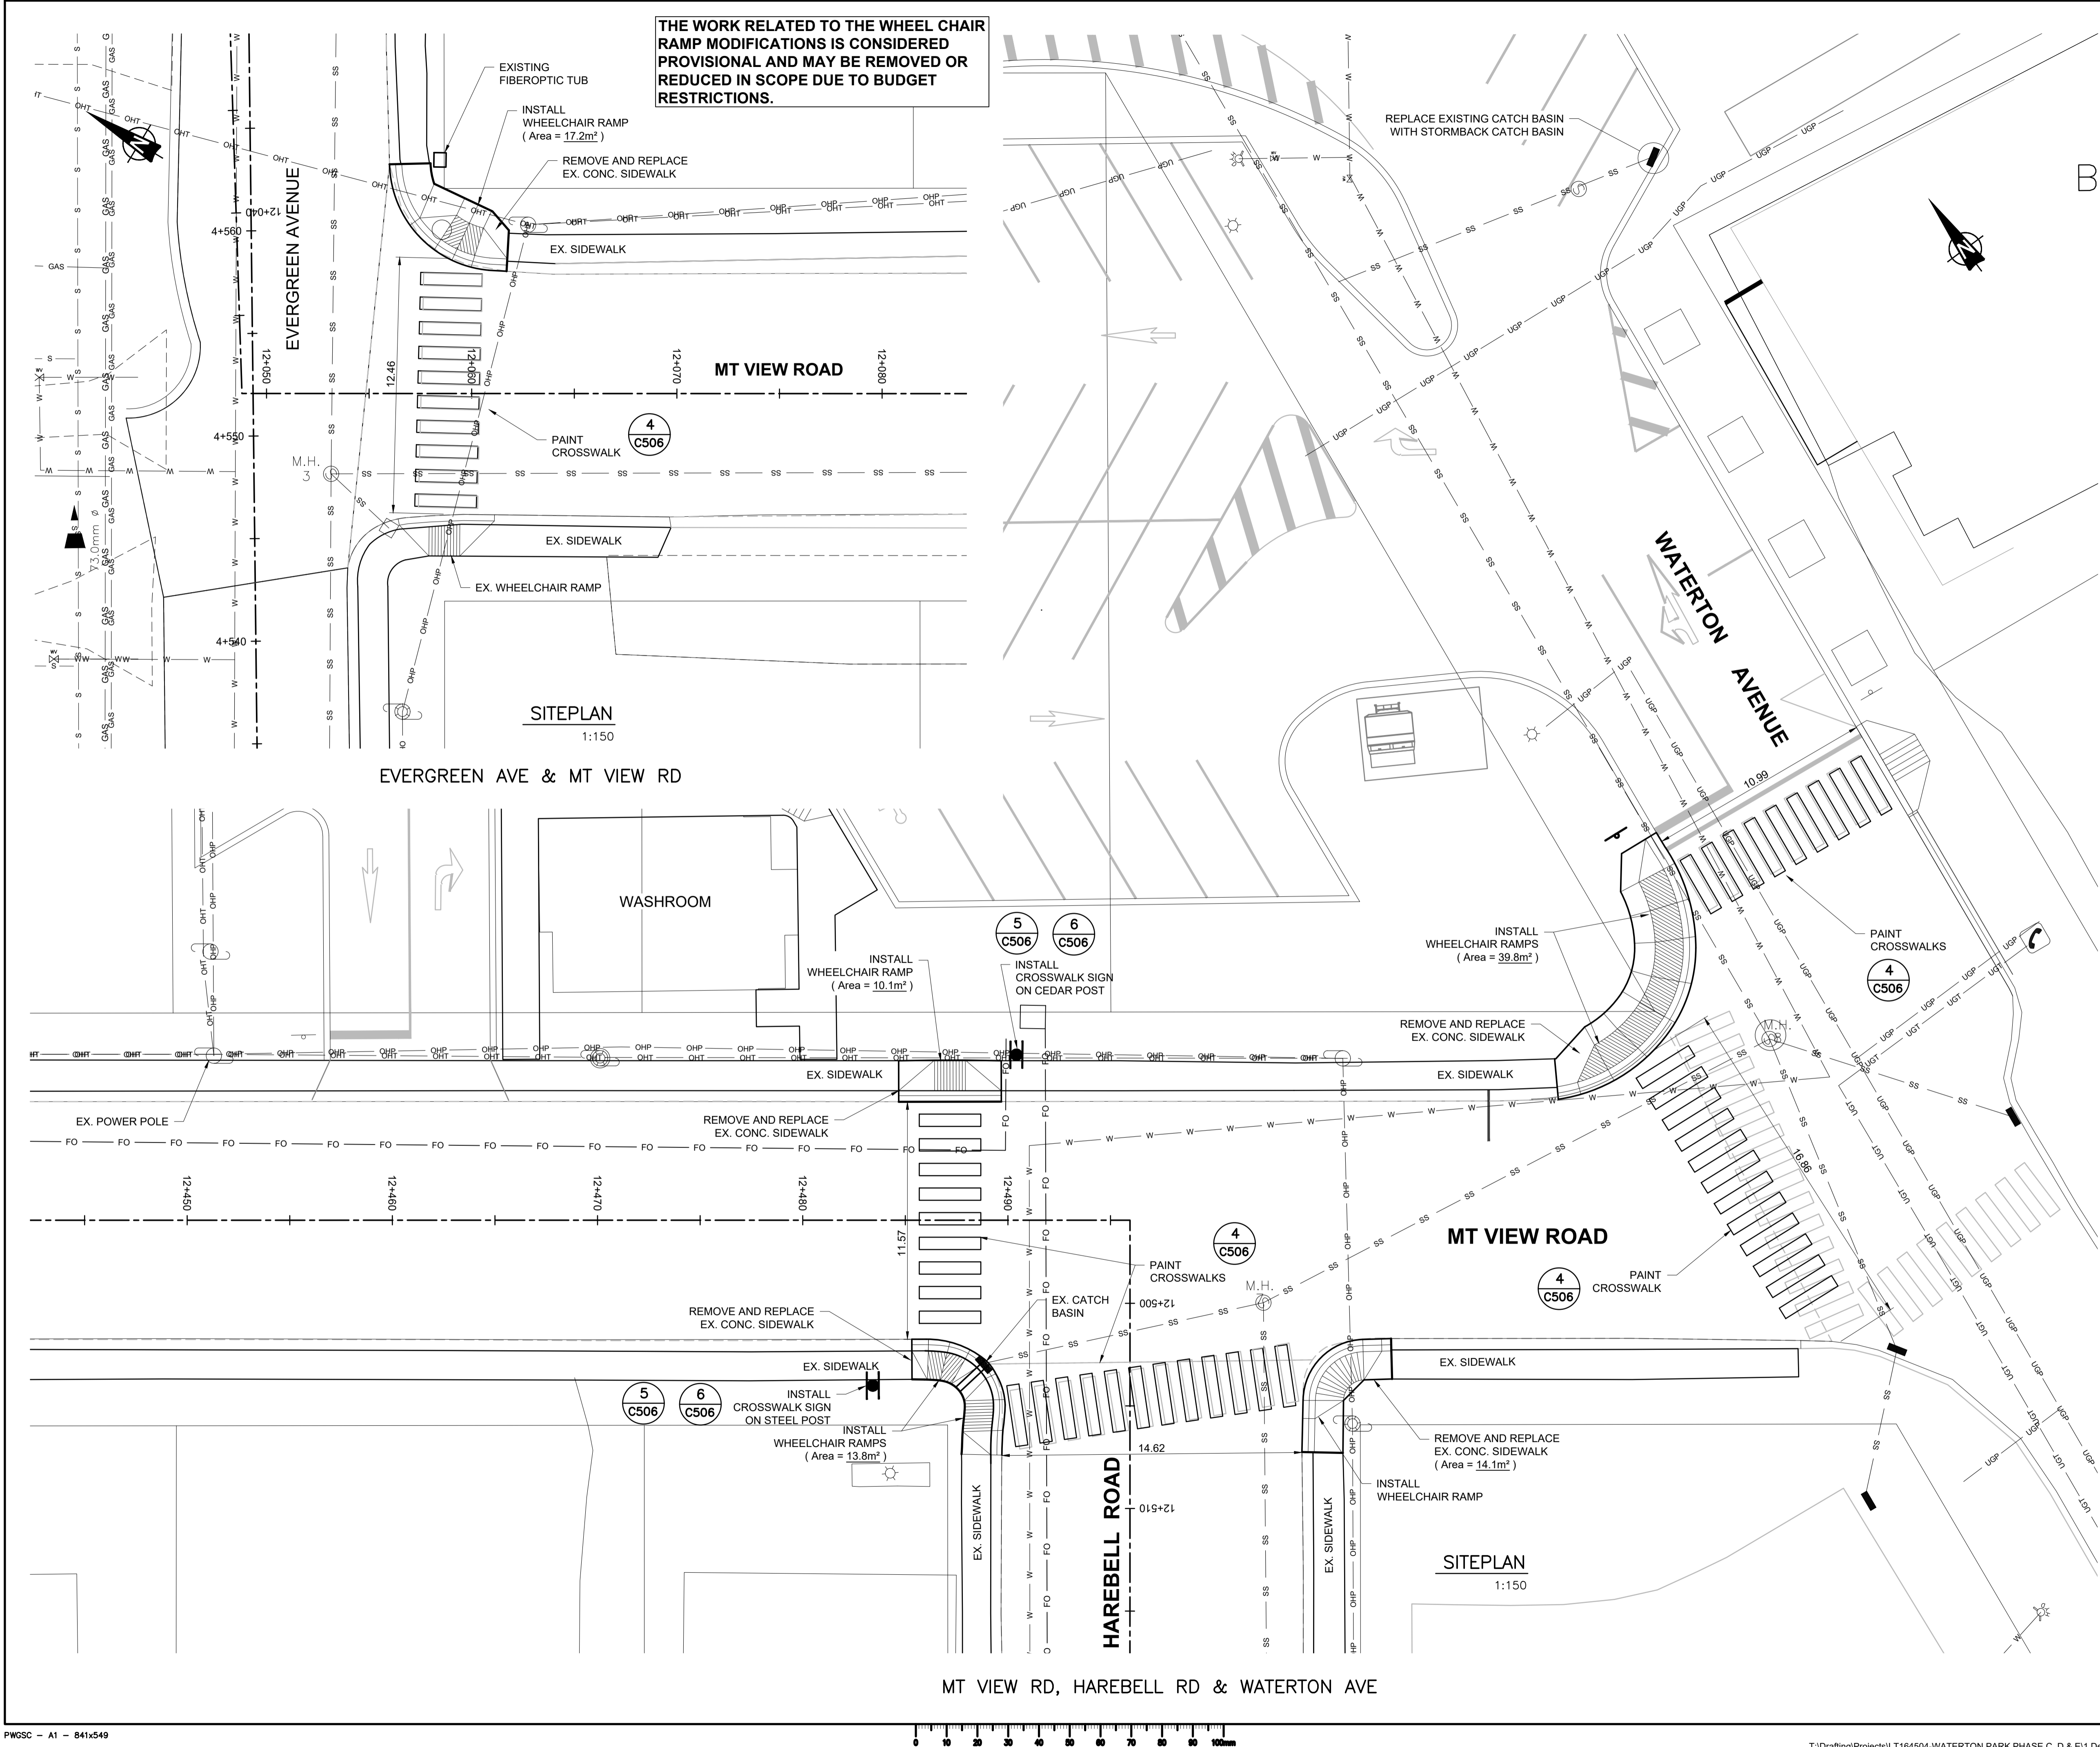 THE WORK RELATED TO THE WHEEL CHAIR
RAMP MODIFICATIONS IS CONSIDERED
PROVISIONAL AND MAY BE REMOVED OR
REDUCED IN SCOPE DUE TO BUDGET
RESTRICTIONS.
EXISTING
FIBEROPTIC TUB
INSTALL
WHEELCHAIR RAMP
( Area = 17.2m² )
REMOVE AND REPLACE
EX. CONC. SIDEWALK
EX. SIDEWALK
EVERGREEN AVENUE
12+040
4+560
12+050
12+060
12+070
12+080
12.46
MT VIEW ROAD
4+550
PAINT
CROSSWALK
4
C506
M.H.
3
EX. SIDEWALK
EX. WHEELCHAIR RAMP
4+540
SITEPLAN
1:150
EVERGREEN AVE & MT VIEW RD
REPLACE EXISTING CATCH BASIN
WITH STORMBACK CATCH BASIN
B
WATERTON AVENUE
10.99
WASHROOM
5
C506
6
C506
INSTALL
WHEELCHAIR RAMP
( Area = 10.1m² )
INSTALL
CROSSWALK SIGN
ON CEDAR POST
INSTALL
WHEELCHAIR RAMPS
( Area = 39.8m² )
PAINT
CROSSWALKS
4
C506
REMOVE AND REPLACE
EX. CONC. SIDEWALK
M.H.
8
EX. SIDEWALK
EX. SIDEWALK
EX. POWER POLE
REMOVE AND REPLACE
EX. CONC. SIDEWALK
12+450
12+460
12+470
12+480
12+490
11.57
16.86
4
C506
MT VIEW ROAD
PAINT
CROSSWALKS
PAINT
CROSSWALK
4
C506
M.H.
EX. CATCH
BASIN
12+500
REMOVE AND REPLACE
EX. CONC. SIDEWALK
EX. SIDEWALK
EX. SIDEWALK
5
C506
6
C506
INSTALL
CROSSWALK SIGN
ON STEEL POST
INSTALL
WHEELCHAIR RAMPS
( Area = 13.8m² )
14.62
REMOVE AND REPLACE
EX. CONC. SIDEWALK
( Area = 14.1m² )
INSTALL
WHEELCHAIR RAMP
EX. SIDEWALK
HAREBELL ROAD
12+510
EX. SIDEWALK
SITEPLAN
1:150
MT VIEW RD, HAREBELL RD & WATERTON AVE
PWGSC – A1 – 841x549
0 10 20 30 40 50 60 70 80 90 100mm